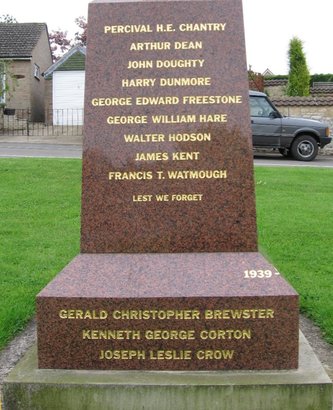 PERCIVAL H.E. CHANTRY
ARTHUR DEAN
JOHN DOUGHTY
HARRY DUNMORE
GEORGE EDWARD FREESTONE
GEORGE WILLIAM HARE
WALTER HODSON
JAMES KENT
FRANCIS T. WATMOUGH
LEST WE FORGET
1939 -
GERALD CHRISTOPHER BREWSTER
KENNETH GEORGE CORTON
JOSEPH LESLIE CROW